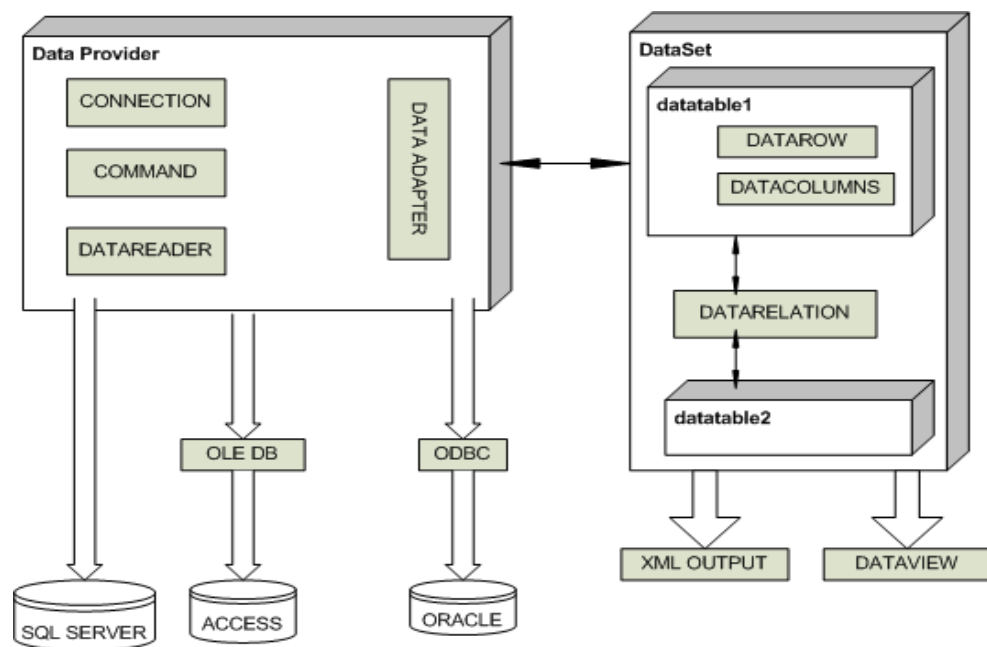 Data Provider
CONNECTION
COMMAND
DATAREADER
DATA ADAPTER
OLE DB
ODBC
SQL SERVER
ACCESS
ORACLE
DataSet
datatable1
DATAROW
DATACOLUMNS
DATARELATION
datatable2
XML OUTPUT
DATAVIEW